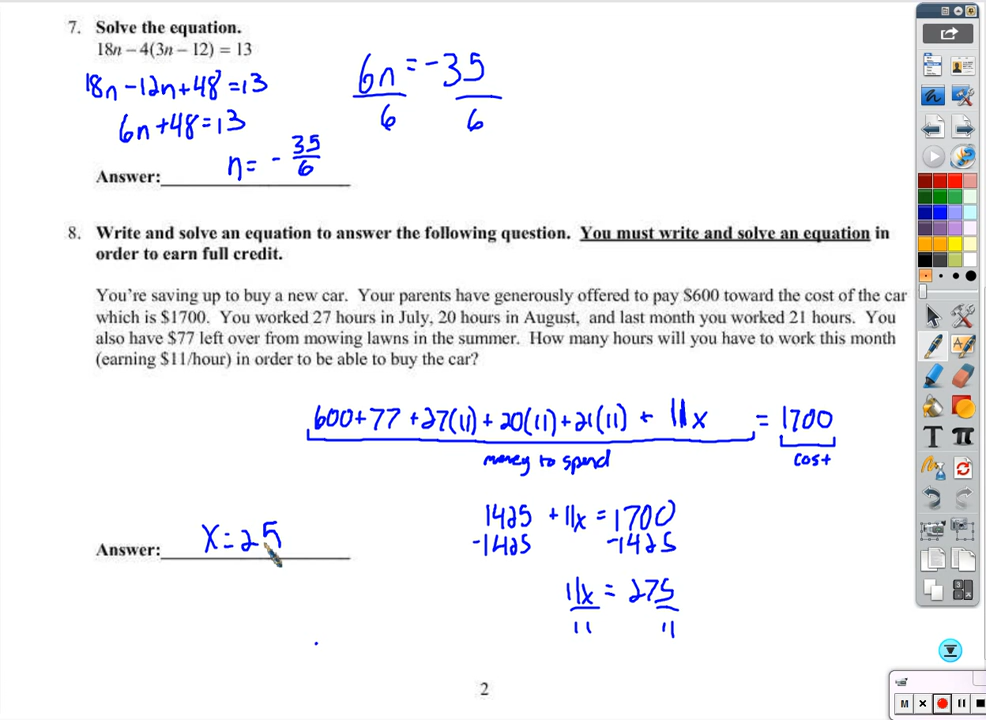 7. Solve the equation.
18n – 4(3n – 12) = 13
18n -12n+48 =13
6n+48=13
n= - 35/6
6n = -35
6 6
Answer:
8. Write and solve an equation to answer the following question. You must write and solve an equation in
order to earn full credit.
You're saving up to buy a new car. Your parents have generously offered to pay $600 toward the cost of the car
which is $1700. You worked 27 hours in July, 20 hours in August, and last month you worked 21 hours. You
also have $77 left over from mowing lawns in the summer. How many hours will you have to work this month
(earning $11/hour) in order to be able to buy the car?
600+77 +27(11) + 20(11)+21(11) + 11x = 1700
money to spend cost
1425 + 11x = 1700
-1425 -1425
11x = 275
11 11
Answer: x=25
2
T π
M × II